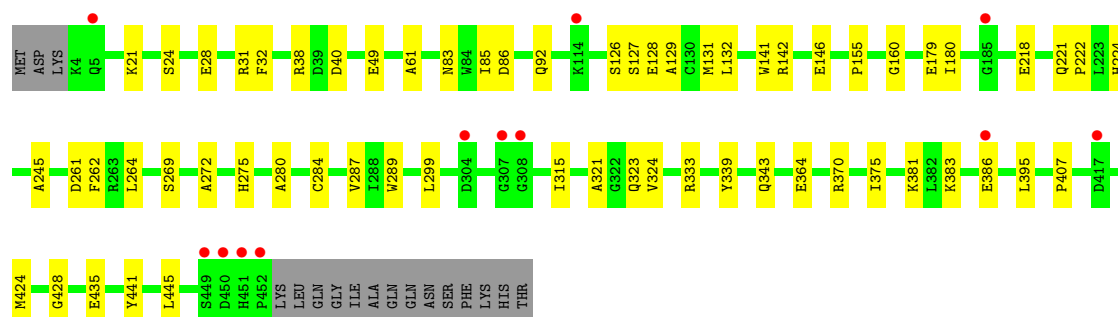 MET ASP LYS K4 Q5 K21 S24 E28 R31 F32 R38 D39 D40 E49 A61 N83 W84 I85 D86 Q92 K114 S126 S127 E128 A129 C130 M131 L132 W141 R142 E146 P155 G160 E179 I180 G185 E218 Q221 P222 L223 H224
A245 D261 F262 R263 L264 S269 A272 H275 A280 C284 V287 I288 W289 L299 D304 G307 G308 I315 A321 G322 Q323 V324 R333 Y339 Q343 E364 R370 I375 K381 L382 K383 E386 L395 P407 D417
M424 G428 E435 Y441 L445 S449 D450 H451 P452 LYS LEU GLN GLY ILE ALA GLN GLN ASN SER PHE LYS HIS THR